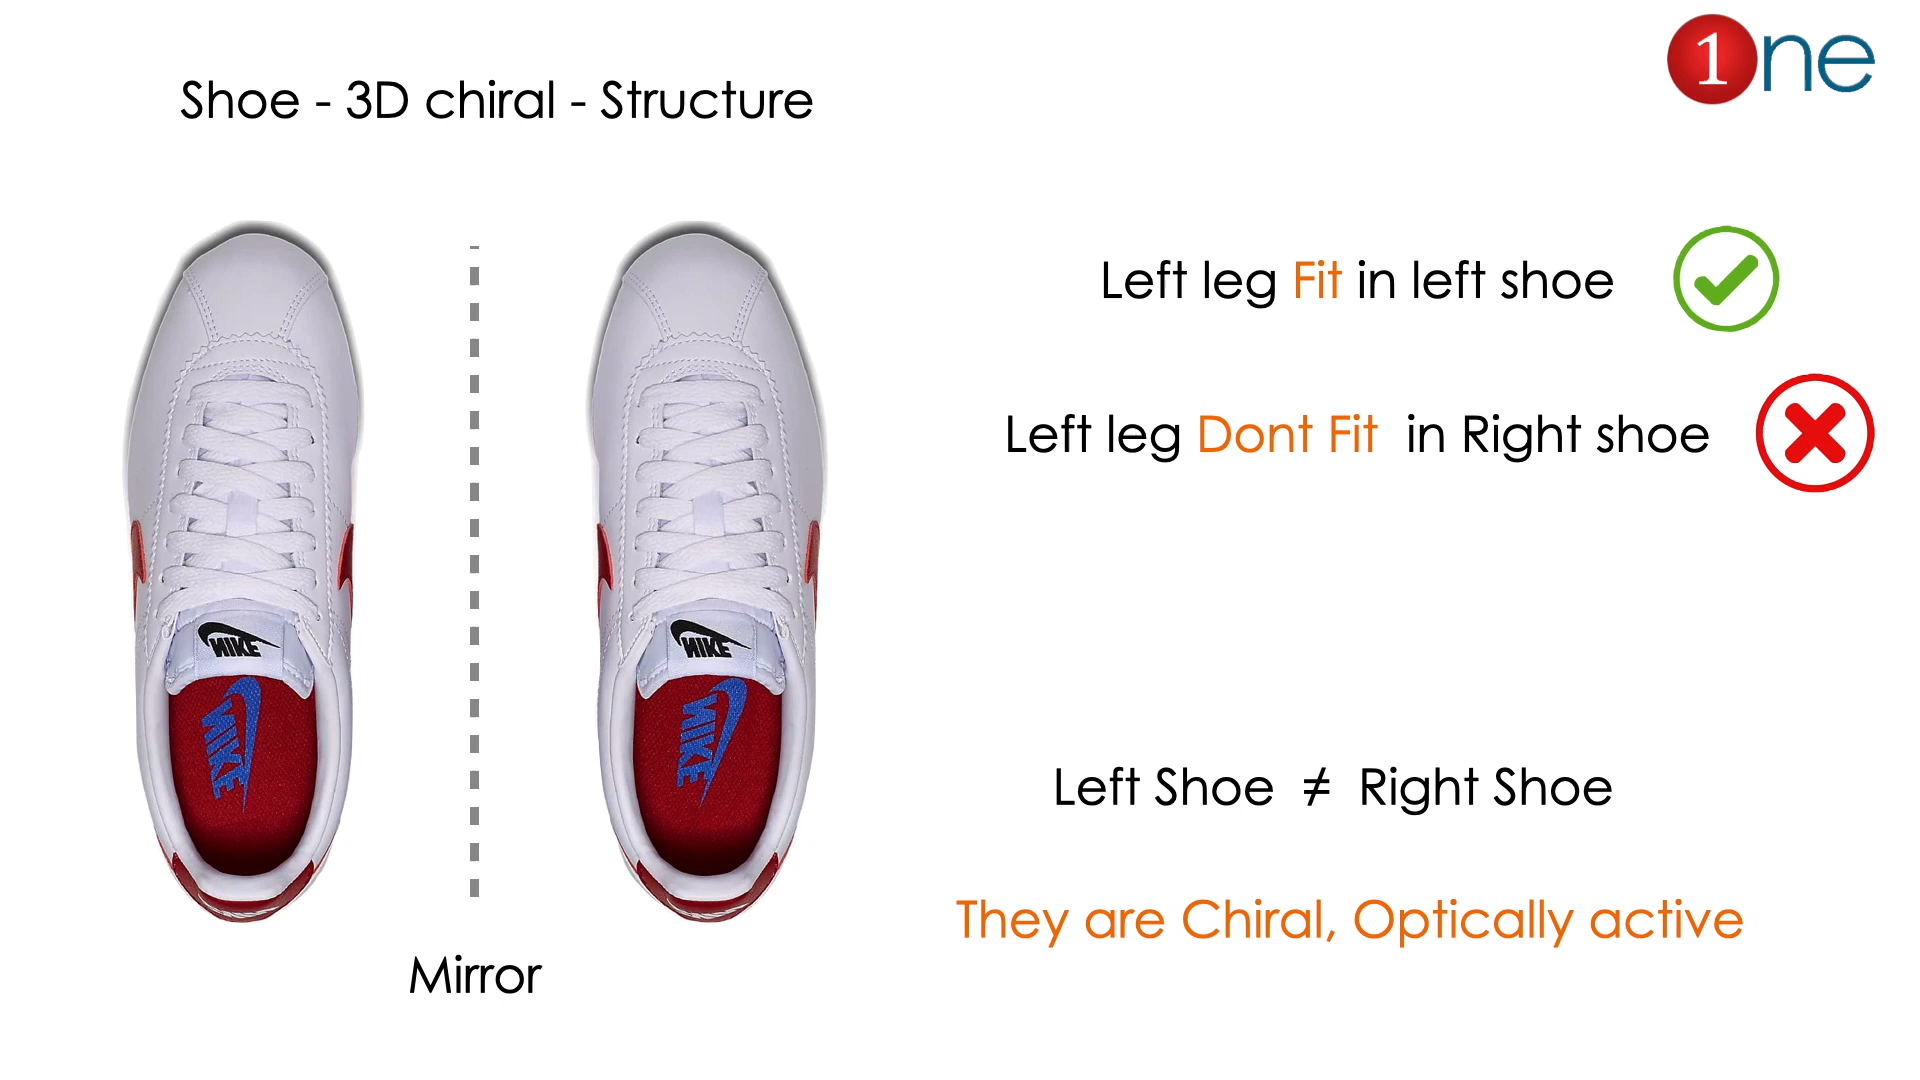 1ne
Shoe - 3D chiral - Structure
Left leg Fit in left shoe
Left leg Dont Fit in Right shoe
NIKE
NIKE
NIKE
NIKE
Left Shoe ≠ Right Shoe
They are Chiral, Optically active
Mirror